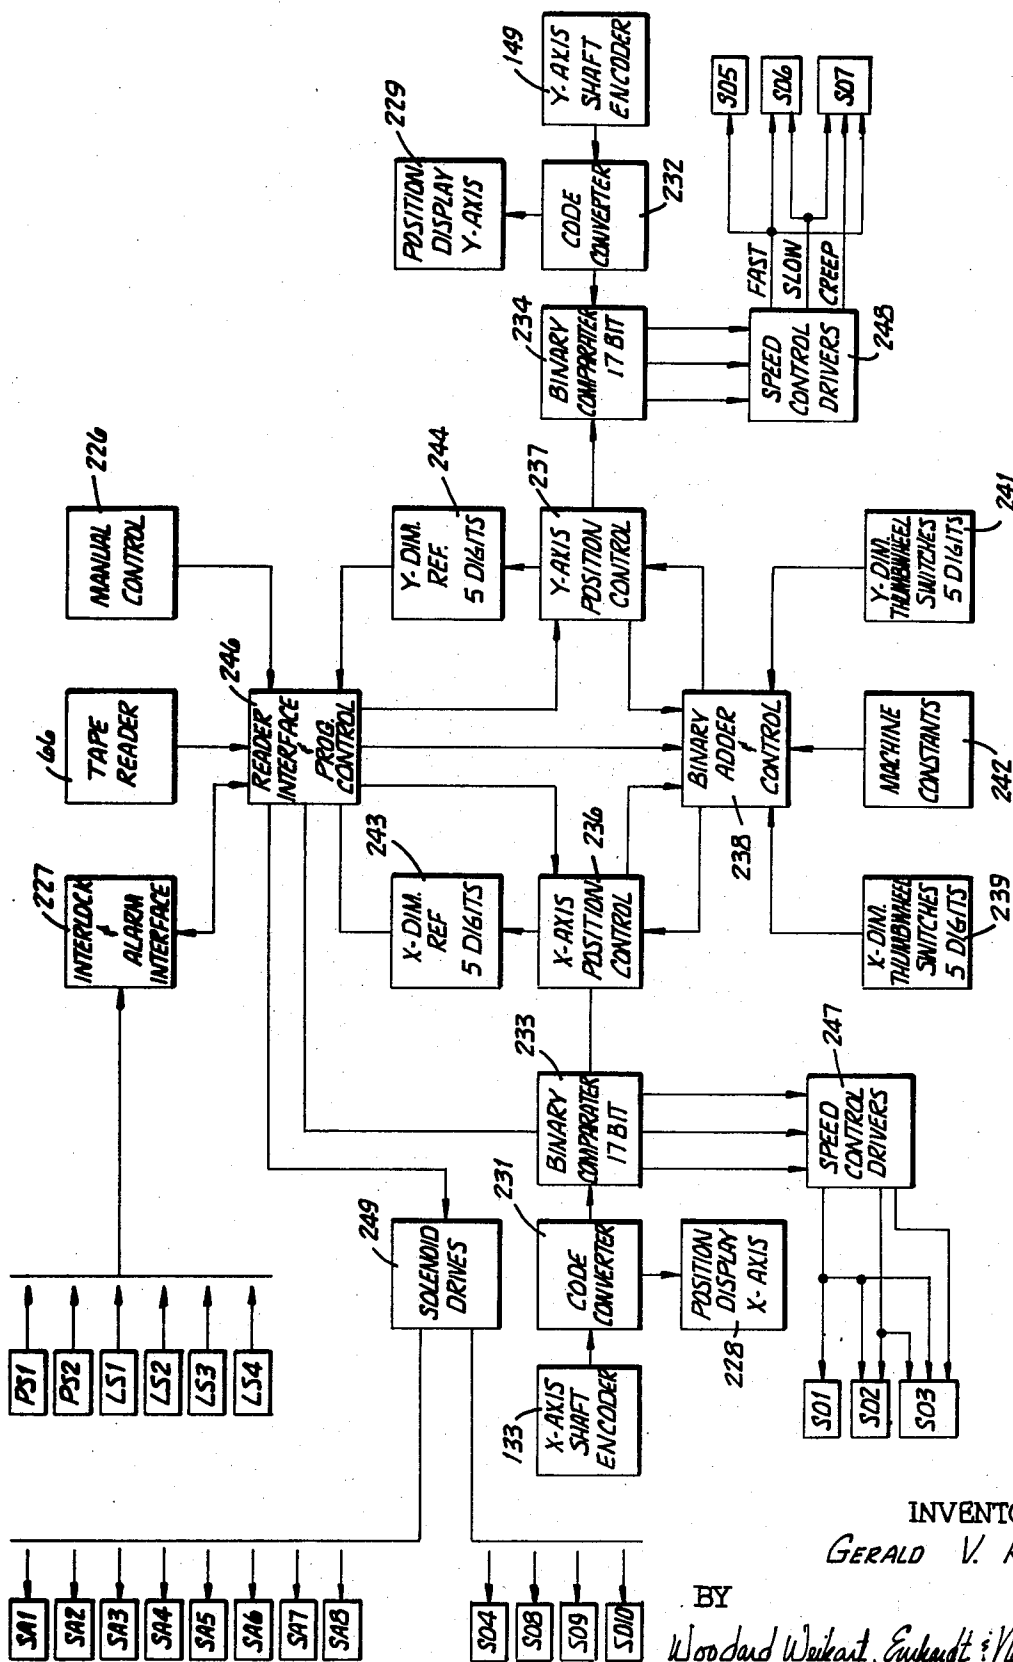 PS1
PS2
LS1
LS2
LS3
LS4
227
INTERLOCK
&
ALARM
INTERFACE
66
TAPE
READER
226
MANUAL
CONTROL
SA1
SA2
SA3
SA4
SA5
SA6
SA7
SA8
249
SOLENOID
DRIVES
246
READER
INTERFACE
&
PROG.
CONTROL
243
X-DIM.
REF
5 DIGITS
244
Y-DIM.
REF.
5 DIGITS
229
POSITION
DISPLAY
Y-AXIS
SD4
SD8
SD9
SD10
133
X-AXIS
SHAFT
ENCODER
231
CODE
CONVERTER
233
BINARY
COMPARATER
17 BIT
236
X-AXIS
POSITION
CONTROL
237
Y-AXIS
POSITION
CONTROL
234
BINARY
COMPARATER
17 BIT
232
CODE
CONVERTER
149
Y-AXIS
SHAFT
ENCODER
228
POSITION
DISPLAY
X-AXIS
238
BINARY
ADDER
&
CONTROL
SD1
SD2
SD3
247
SPEED
CONTROL
DRIVERS
248
SPEED
CONTROL
DRIVERS
FAST
SLOW
CREEP
SD5
SD6
SD7
239
X-DIM.
THUMBWHEEL
SWITCHES
5 DIGITS
242
MACHINE
CONSTANTS
241
Y-DIM.
THUMBWHEEL
SWITCHES
5 DIGITS
INVENTO
GERALD V.
BY
Woodard Weikart, Emhardt &